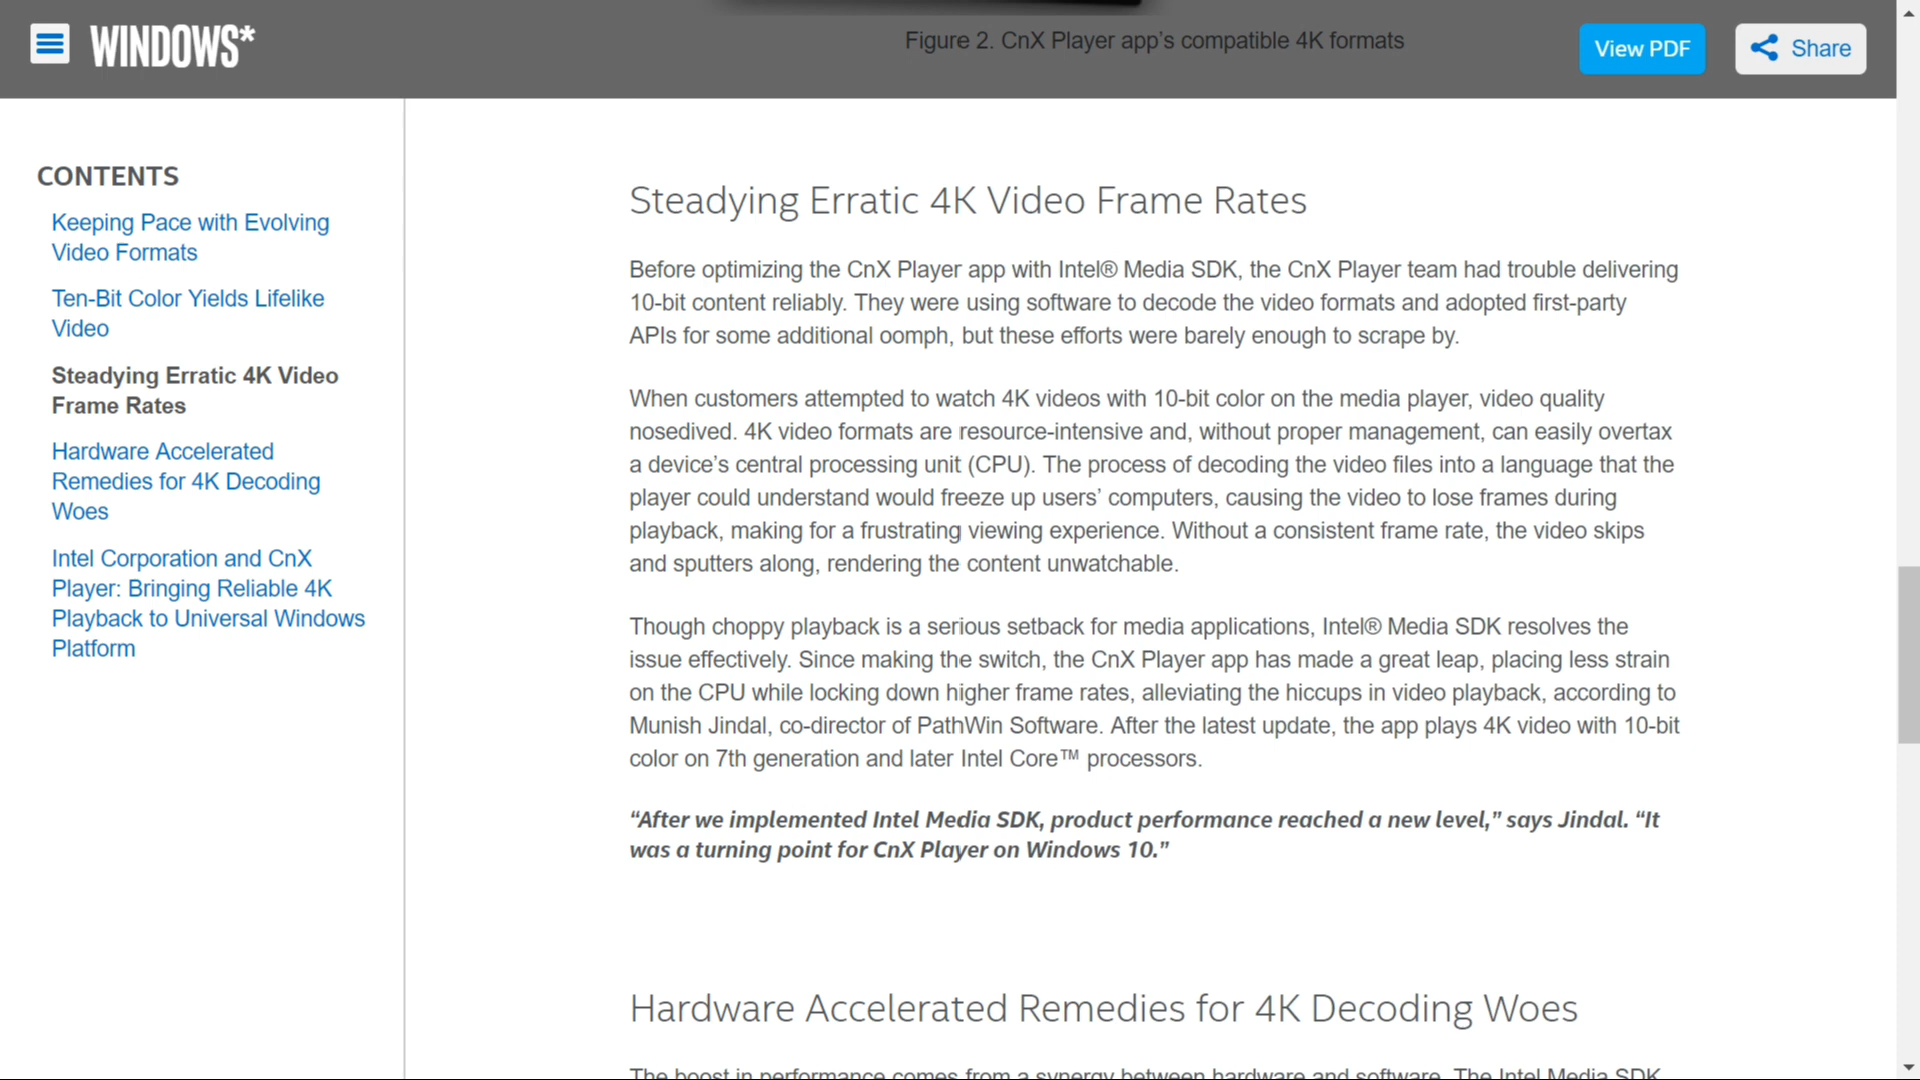 WINDOWS*
Figure 2. CnX Player app’s compatible 4K formats
View PDF
Share
CONTENTS
Keeping Pace with Evolving
Video Formats
Ten-Bit Color Yields Lifelike
Video
Steadying Erratic 4K Video
Frame Rates
Hardware Accelerated
Remedies for 4K Decoding
Woes
Intel Corporation and CnX
Player: Bringing Reliable 4K
Playback to Universal Windows
Platform
Steadying Erratic 4K Video Frame Rates
Before optimizing the CnX Player app with Intel® Media SDK, the CnX Player team had trouble delivering
10-bit content reliably. They were using software to decode the video formats and adopted first-party
APIs for some additional oomph, but these efforts were barely enough to scrape by.
When customers attempted to watch 4K videos with 10-bit color on the media player, video quality
nosedived. 4K video formats are resource-intensive and, without proper management, can easily overtax
a device’s central processing unit (CPU). The process of decoding the video files into a language that the
player could understand would freeze up users’ computers, causing the video to lose frames during
playback, making for a frustrating viewing experience. Without a consistent frame rate, the video skips
and sputters along, rendering the content unwatchable.
Though choppy playback is a serious setback for media applications, Intel® Media SDK resolves the
issue effectively. Since making the switch, the CnX Player app has made a great leap, placing less strain
on the CPU while locking down higher frame rates, alleviating the hiccups in video playback, according to
Munish Jindal, co-director of PathWin Software. After the latest update, the app plays 4K video with 10-bit
color on 7th generation and later Intel Core™ processors.
“After we implemented Intel Media SDK, product performance reached a new level,” says Jindal. “It
was a turning point for CnX Player on Windows 10.”
Hardware Accelerated Remedies for 4K Decoding Woes
The boost in performance comes from a synergy between hardware and software. The Intel Media SDK